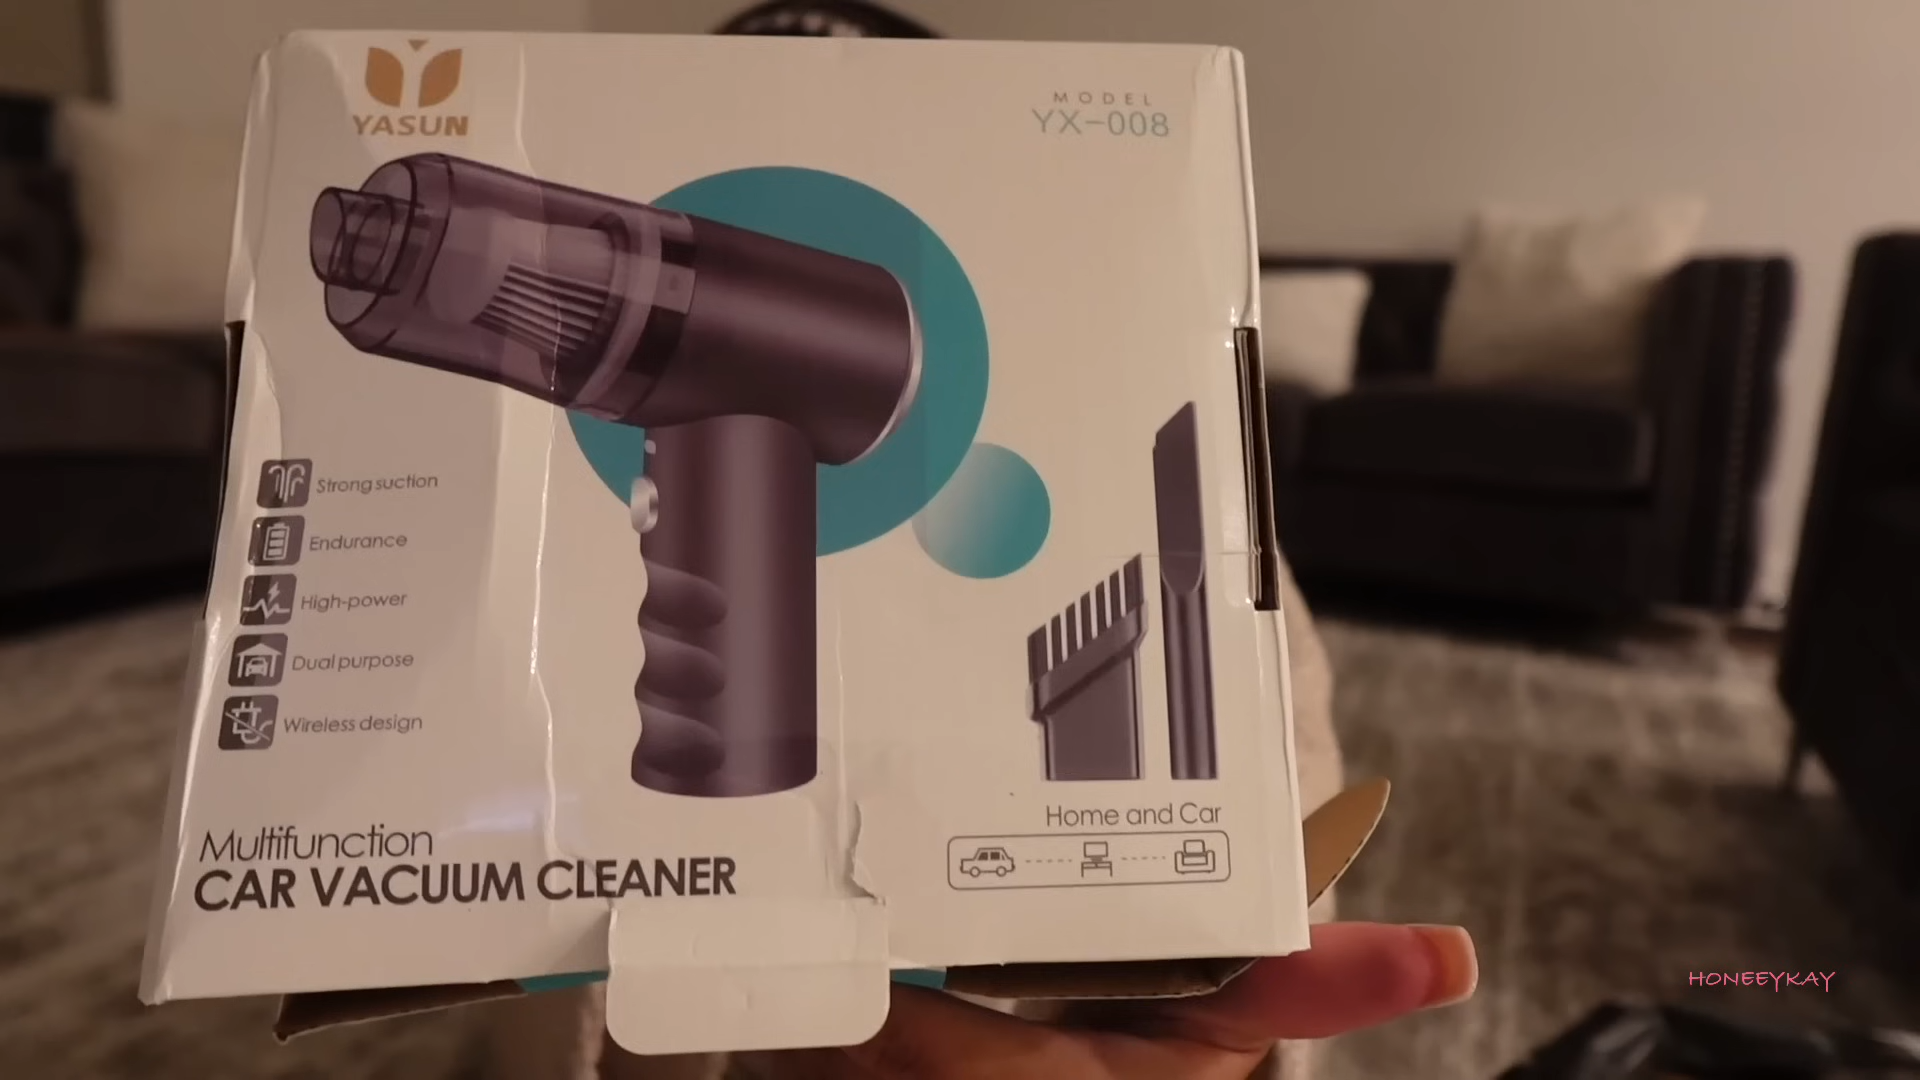 YASUN
MODEL
YX-008
Strong suction
Endurance
High-power
Dual purpose
Wireless design
Multifunction
CAR VACUUM CLEANER
Home and Car
HONEEYKAY